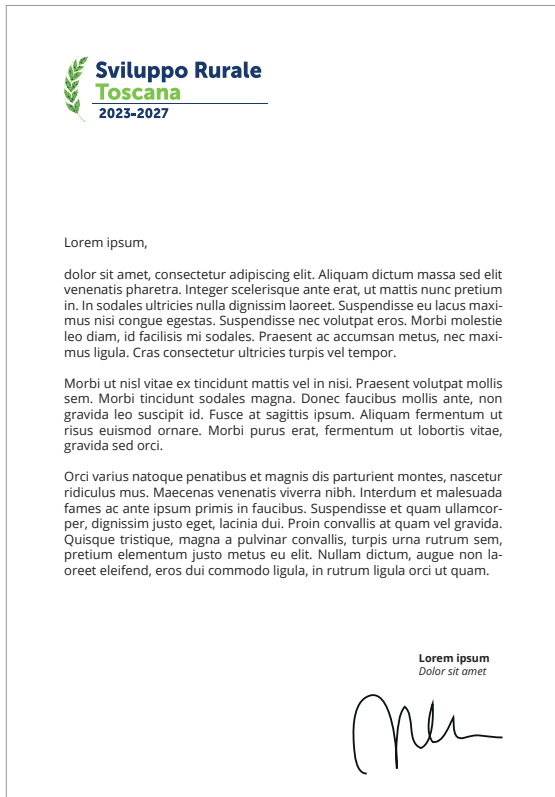 Sviluppo Rurale
Toscana
2023-2027
Lorem ipsum,
dolor sit amet, consectetur adipiscing elit. Aliquam dictum massa sed elit
venenatis pharetra. Integer scelerisque ante erat, ut mattis nunc pretium
in. In sodales ultricies nulla dignissim laoreet. Suspendisse eu lacus maxi-
mus nisi congue egestas. Suspendisse nec volutpat eros. Morbi molestie
leo diam, id facilisis mi sodales. Praesent ac accumsan metus, nec maxi-
mus ligula. Cras consectetur ultricies turpis vel tempor.
Morbi ut nisl vitae ex tincidunt mattis vel in nisi. Praesent volutpat mollis
sem. Morbi tincidunt sodales magna. Donec faucibus mollis ante, non
gravida leo suscipit id. Fusce at sagittis ipsum. Aliquam fermentum ut
risus euismod ornare. Morbi purus erat, fermentum ut lobortis vitae,
gravida sed orci.
Orci varius natoque penatibus et magnis dis parturient montes, nascetur
ridiculus mus. Maecenas venenatis viverra nibh. Interdum et malesuada
fames ac ante ipsum primis in faucibus. Suspendisse et quam ullamcor-
per, dignissim justo eget, lacinia dui. Proin convallis at quam vel gravida.
Quisque tristique, magna a pulvinar convallis, turpis urna rutrum sem,
pretium elementum justo metus eu elit. Nullam dictum, augue non la-
oreet eleifend, eros dui commodo ligula, in rutrum ligula orci ut quam.
Lorem ipsum
Dolor sit amet